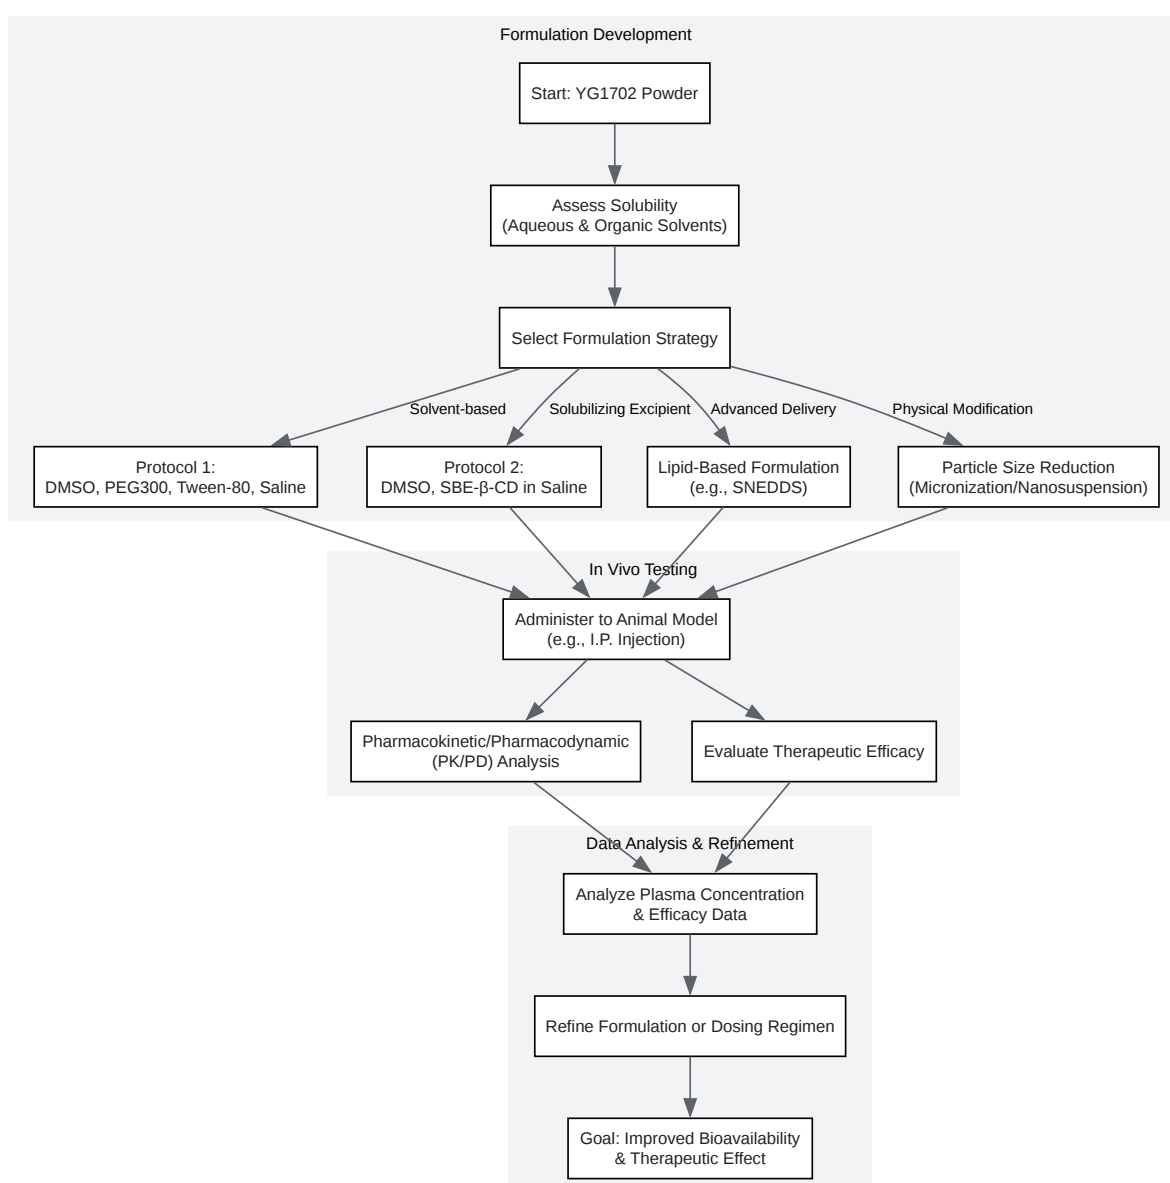 Formulation Development
Start: YG1702 Powder
Assess Solubility
(Aqueous & Organic Solvents)
Select Formulation Strategy
Solvent-based
Solubilizing Excipient
Advanced Delivery
Physical Modification
Protocol 1:
DMSO, PEG300, Tween-80, Saline
Protocol 2:
DMSO, SBE-β-CD in Saline
Lipid-Based Formulation
(e.g., SNEDDS)
Particle Size Reduction
(Micronization/Nanosuspension)
In Vivo Testing
Administer to Animal Model
(e.g., I.P. Injection)
Pharmacokinetic/Pharmacodynamic
(PK/PD) Analysis
Evaluate Therapeutic Efficacy
Data Analysis & Refinement
Analyze Plasma Concentration
& Efficacy Data
Refine Formulation or Dosing Regimen
Goal: Improved Bioavailability
& Therapeutic Effect